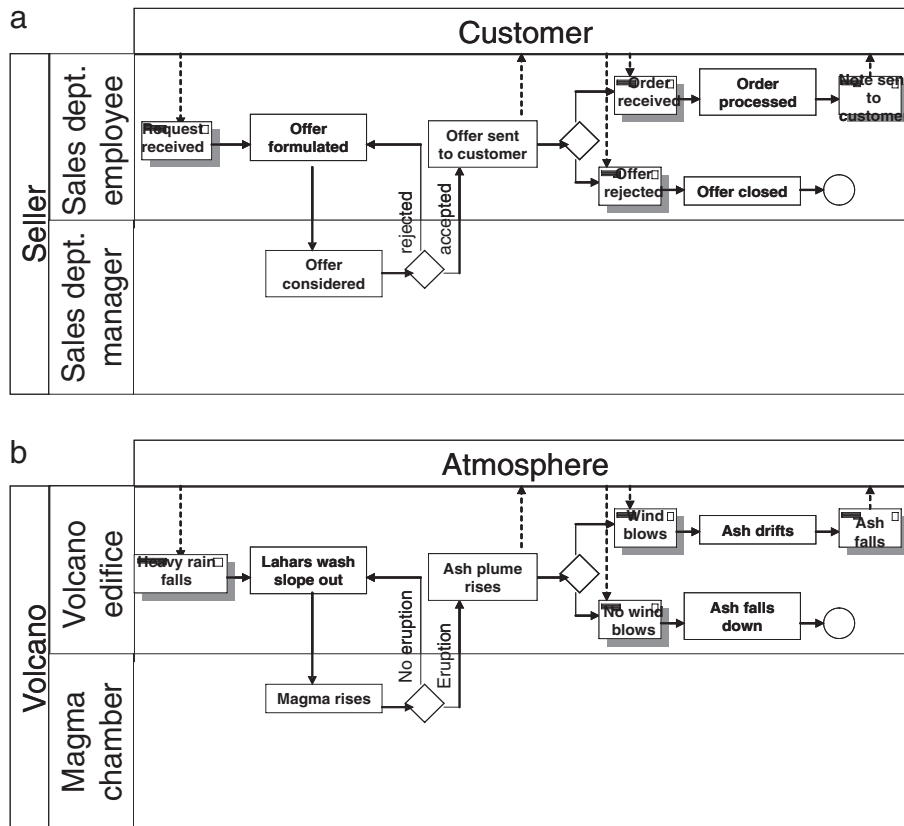 a
Customer
Seller
Sales dept.
employee
Sales dept.
manager
Request
received
Offer
formulated
Offer
considered
rejected
accepted
Offer sent
to customer
Order
received
Order
processed
Note sent
to
customer
Offer
rejected
Offer closed
b
Atmosphere
Volcano
Volcano
edifice
Magma
chamber
Heavy rain
falls
Lahars wash
slope out
Magma rises
No eruption
Eruption
Ash plume
rises
Wind
blows
Ash drifts
Ash
falls
No wind
blows
Ash falls
down